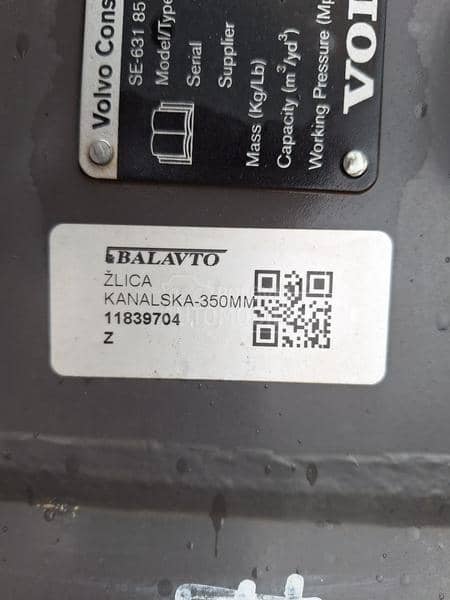 Volvo Cons
SE-631 85
Model/Type
Serial
Supplier
Mass (Kg/Lb)
Capacity (m³/yd³)
Working Pressure (Mp
VOL
BALAVTO
ŽLICA
KANALSKA-350MM
11839704
Z